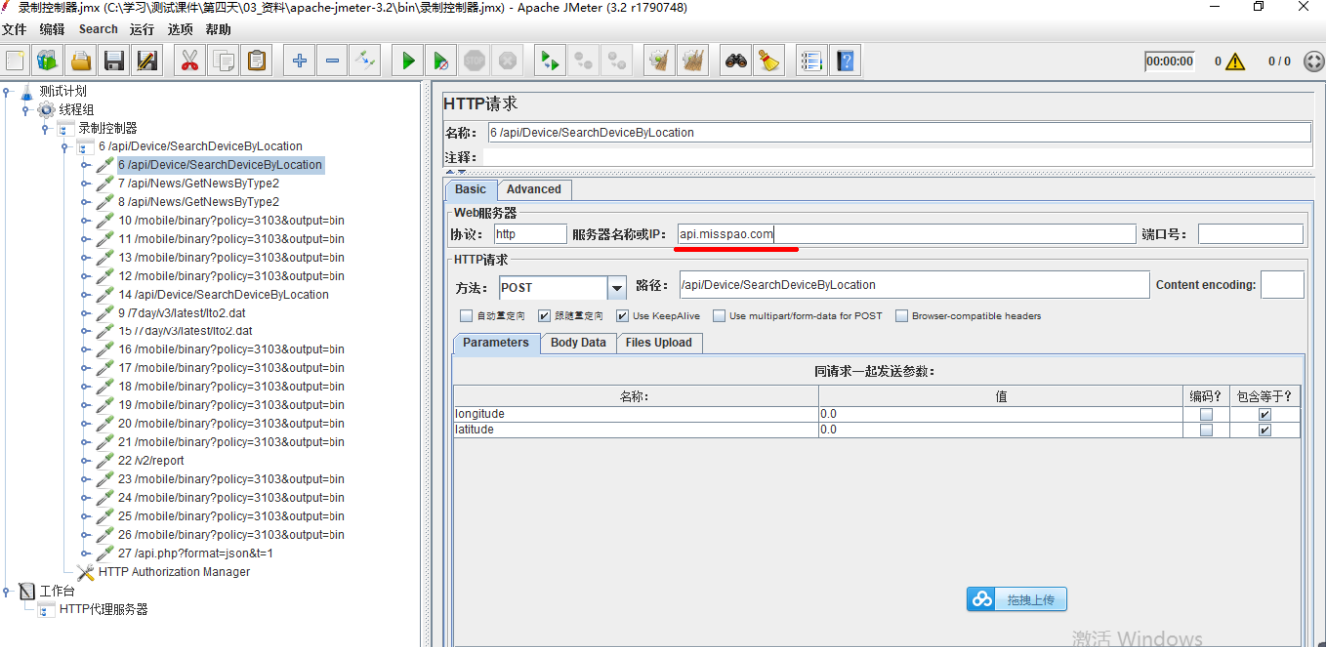 录制控制器.jmx (C:\学习\测试课件\第四天\03_资料\apache-jmeter-3.2\bin\录制控制器.jmx) - Apache JMeter (3.2 r1790748)
文件 编辑 Search 运行 选项 帮助
00:00:00 0 0 / 0
测试计划
线程组
录制控制器
6 /api/Device/SearchDeviceByLocation
6 /api/Device/SearchDeviceByLocation
7 /api/News/GetNewsByType2
8 /api/News/GetNewsByType2
10 /mobile/binary?policy=3103&output=bin
11 /mobile/binary?policy=3103&output=bin
13 /mobile/binary?policy=3103&output=bin
12 /mobile/binary?policy=3103&output=bin
14 /api/Device/SearchDeviceByLocation
9 /7day/v3/latest/lto2.dat
15 /7day/v3/latest/lto2.dat
16 /mobile/binary?policy=3103&output=bin
17 /mobile/binary?policy=3103&output=bin
18 /mobile/binary?policy=3103&output=bin
19 /mobile/binary?policy=3103&output=bin
20 /mobile/binary?policy=3103&output=bin
21 /mobile/binary?policy=3103&output=bin
22 /v2/report
23 /mobile/binary?policy=3103&output=bin
24 /mobile/binary?policy=3103&output=bin
25 /mobile/binary?policy=3103&output=bin
26 /mobile/binary?policy=3103&output=bin
27 /api.php?format=json&t=1
HTTP Authorization Manager
工作台
HTTP代理服务器
HTTP请求
名称: 6 /api/Device/SearchDeviceByLocation
注释:
Basic Advanced
Web服务器
协议: http 服务器名称或IP: api.misspao.com 端口号:
HTTP请求
方法: POST 路径: /api/Device/SearchDeviceByLocation Content encoding:
自动重定向 跟随重定向 Use KeepAlive Use multipart/form-data for POST Browser-compatible headers
Parameters Body Data Files Upload
同请求一起发送参数:
名称: 值 编码? 包含等于?
longitude 0.0
latitude 0.0
拖拽上传
激活 Windows